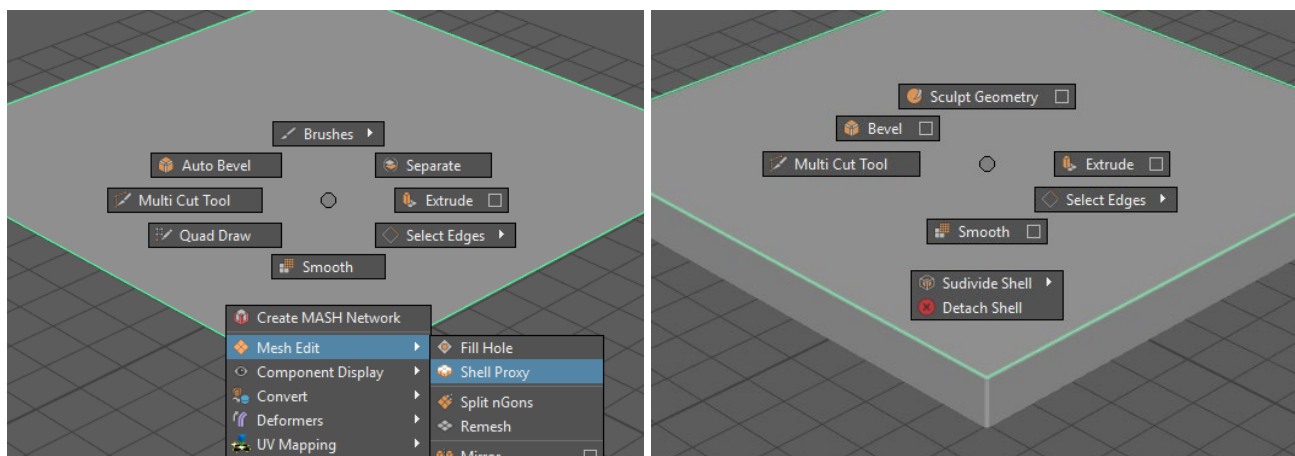 Brushes
Auto Bevel
Separate
Multi Cut Tool
Extrude
Quad Draw
Select Edges
Smooth
Create MASH Network
Mesh Edit
Fill Hole
Component Display
Shell Proxy
Convert
Split nGons
Deformers
Remesh
UV Mapping
Mirror
Sculpt Geometry
Bevel
Multi Cut Tool
Extrude
Select Edges
Smooth
Sudivide Shell
Detach Shell